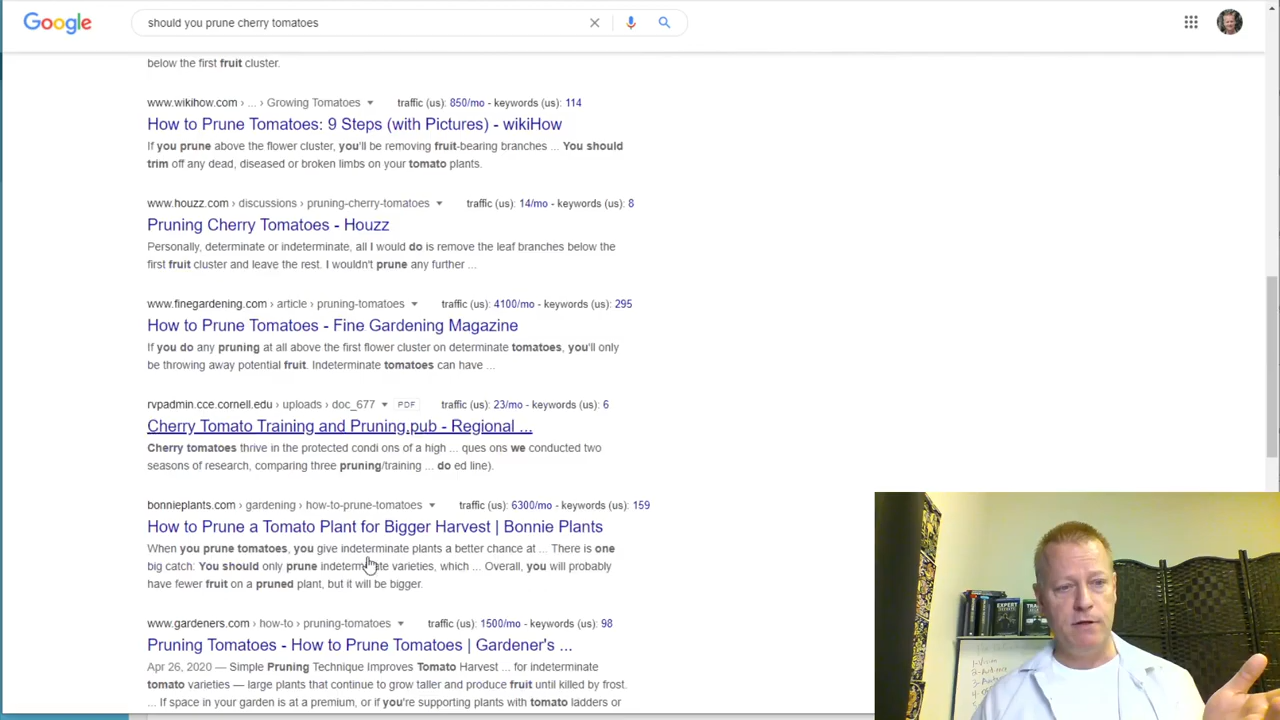 Google
should you prune cherry tomatoes
below the first fruit cluster.
www.wikihow.com › ... › Growing Tomatoes traffic (us): 850/mo - keywords (us): 114
How to Prune Tomatoes: 9 Steps (with Pictures) - wikiHow
If you prune above the flower cluster, you'll be removing fruit-bearing branches ... You should
trim off any dead, diseased or broken limbs on your tomato plants.
www.houzz.com › discussions › pruning-cherry-tomatoes traffic (us): 14/mo - keywords (us): 8
Pruning Cherry Tomatoes - Houzz
Personally, determinate or indeterminate, all I would do is remove the leaf branches below the
first fruit cluster and leave the rest. I wouldn't prune any further ...
www.finegardening.com › article › pruning-tomatoes traffic (us): 4100/mo - keywords (us): 295
How to Prune Tomatoes - Fine Gardening Magazine
If you do any pruning at all above the first flower cluster on determinate tomatoes, you'll only
be throwing away potential fruit. Indeterminate tomatoes can have ...
rvpadmin.cce.cornell.edu › uploads › doc_677 PDF traffic (us): 23/mo - keywords (us): 6
Cherry Tomato Training and Pruning.pub - Regional ...
Cherry tomatoes thrive in the protected condi ons of a high ... ques ons we conducted two
seasons of research, comparing three pruning/training ... do ed line).
bonnieplants.com › gardening › how-to-prune-tomatoes traffic (us): 6300/mo - keywords (us): 159
How to Prune a Tomato Plant for Bigger Harvest | Bonnie Plants
When you prune tomatoes, you give indeterminate plants a better chance at ... There is one
big catch: You should only prune indeterminate varieties, which ... Overall, you will probably
have fewer fruit on a pruned plant, but it will be bigger.
www.gardeners.com › how-to › pruning-tomatoes traffic (us): 1500/mo - keywords (us): 98
Pruning Tomatoes - How to Prune Tomatoes | Gardener's ...
Apr 26, 2020 — Simple Pruning Technique Improves Tomato Harvest ... for indeterminate
tomato varieties — large plants that continue to grow taller and produce fruit until killed by frost.
... If space in your garden is at a premium, or if you're supporting plants with tomato ladders or
EXPERT